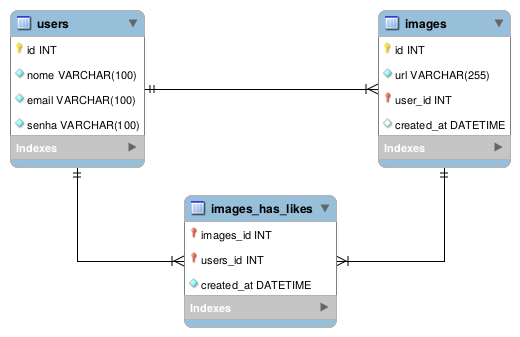 users
id INT
nome VARCHAR(100)
email VARCHAR(100)
senha VARCHAR(100)
Indexes
images
id INT
url VARCHAR(255)
user_id INT
created_at DATETIME
Indexes
images_has_likes
images_id INT
users_id INT
created_at DATETIME
Indexes